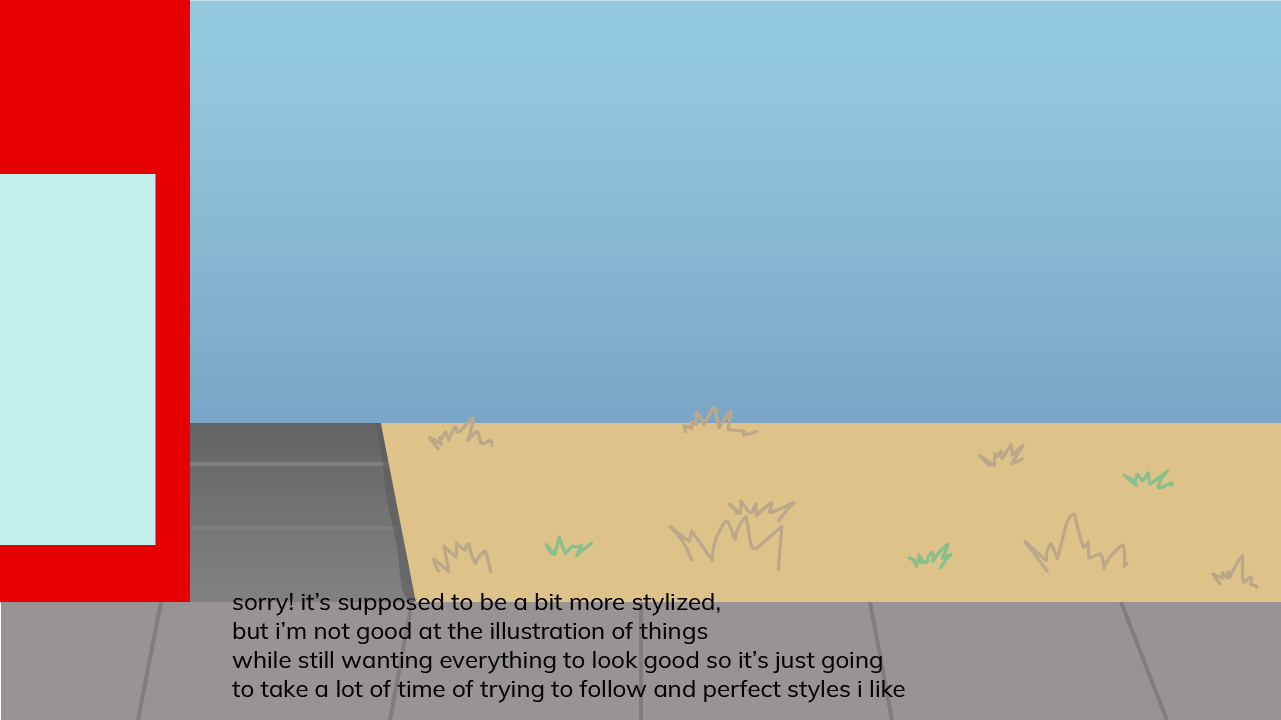 sorry! it’s supposed to be a bit more stylized,
but i’m not good at the illustration of things
while still wanting everything to look good so it’s just going
to take a lot of time of trying to follow and perfect styles i like